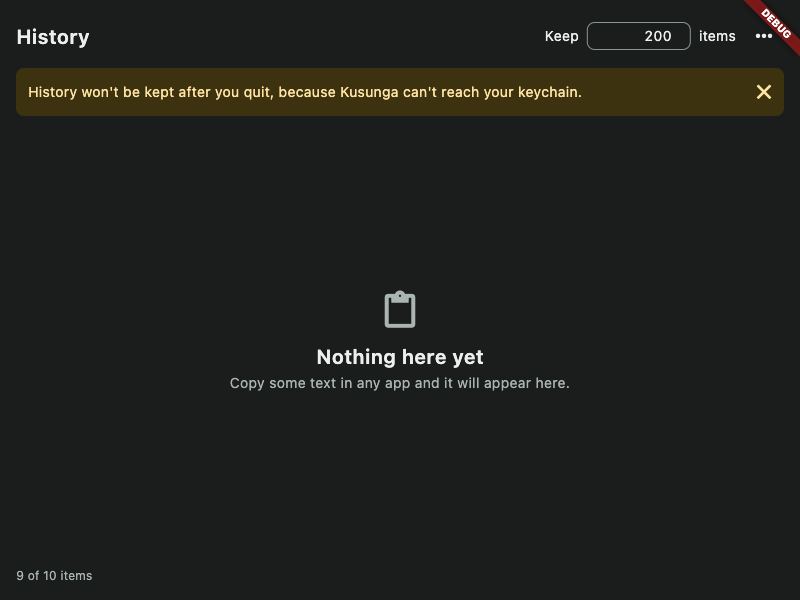 History
Keep 200 items •••
DEBUG
History won't be kept after you quit, because Kusunga can't reach your keychain.
Nothing here yet
Copy some text in any app and it will appear here.
9 of 10 items